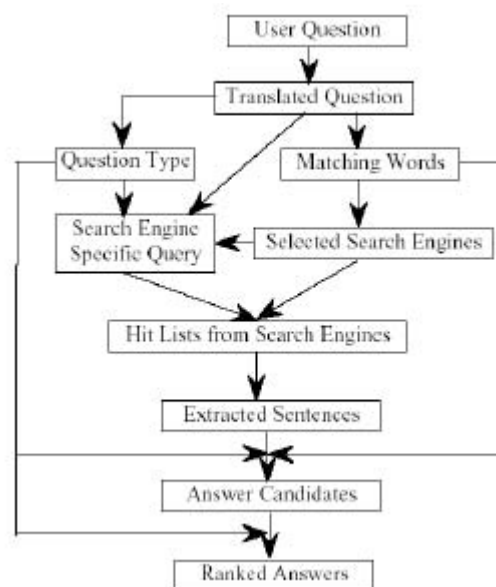 User Question
Translated Question
Question Type
Matching Words
Search Engine
Specific Query
Selected Search Engines
Hit Lists from Search Engines
Extracted Sentences
Answer Candidates
Ranked Answers